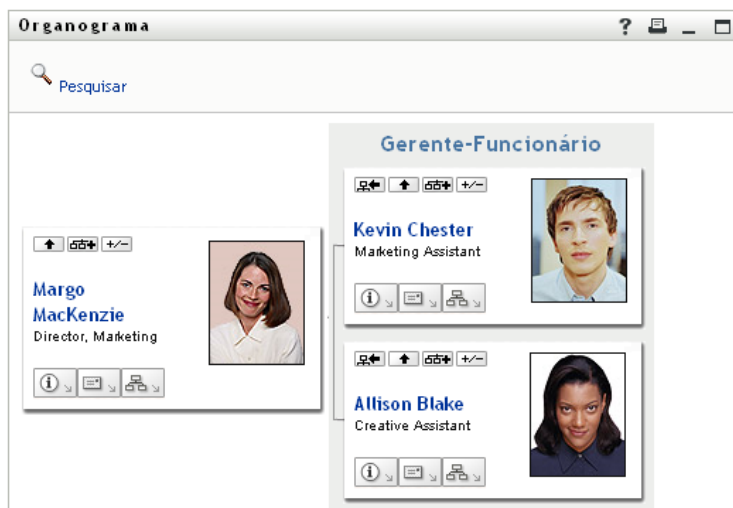 Organograma
?
Pesquisar
Gerente-Funcionário
+/−
Kevin Chester
Marketing Assistant
+/−
Margo
MacKenzie
Director, Marketing
+/−
Allison Blake
Creative Assistant